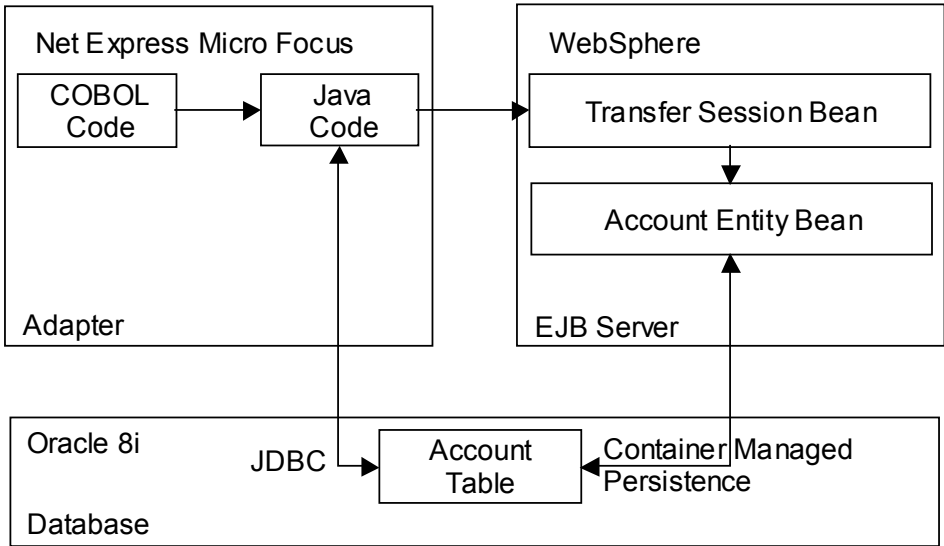 Net Express Micro Focus
COBOL
Code
Java
Code
Adapter
WebSphere
Transfer Session Bean
Account Entity Bean
EJB Server
Oracle 8i
JDBC
Account
Table
Container Managed
Persistence
Database